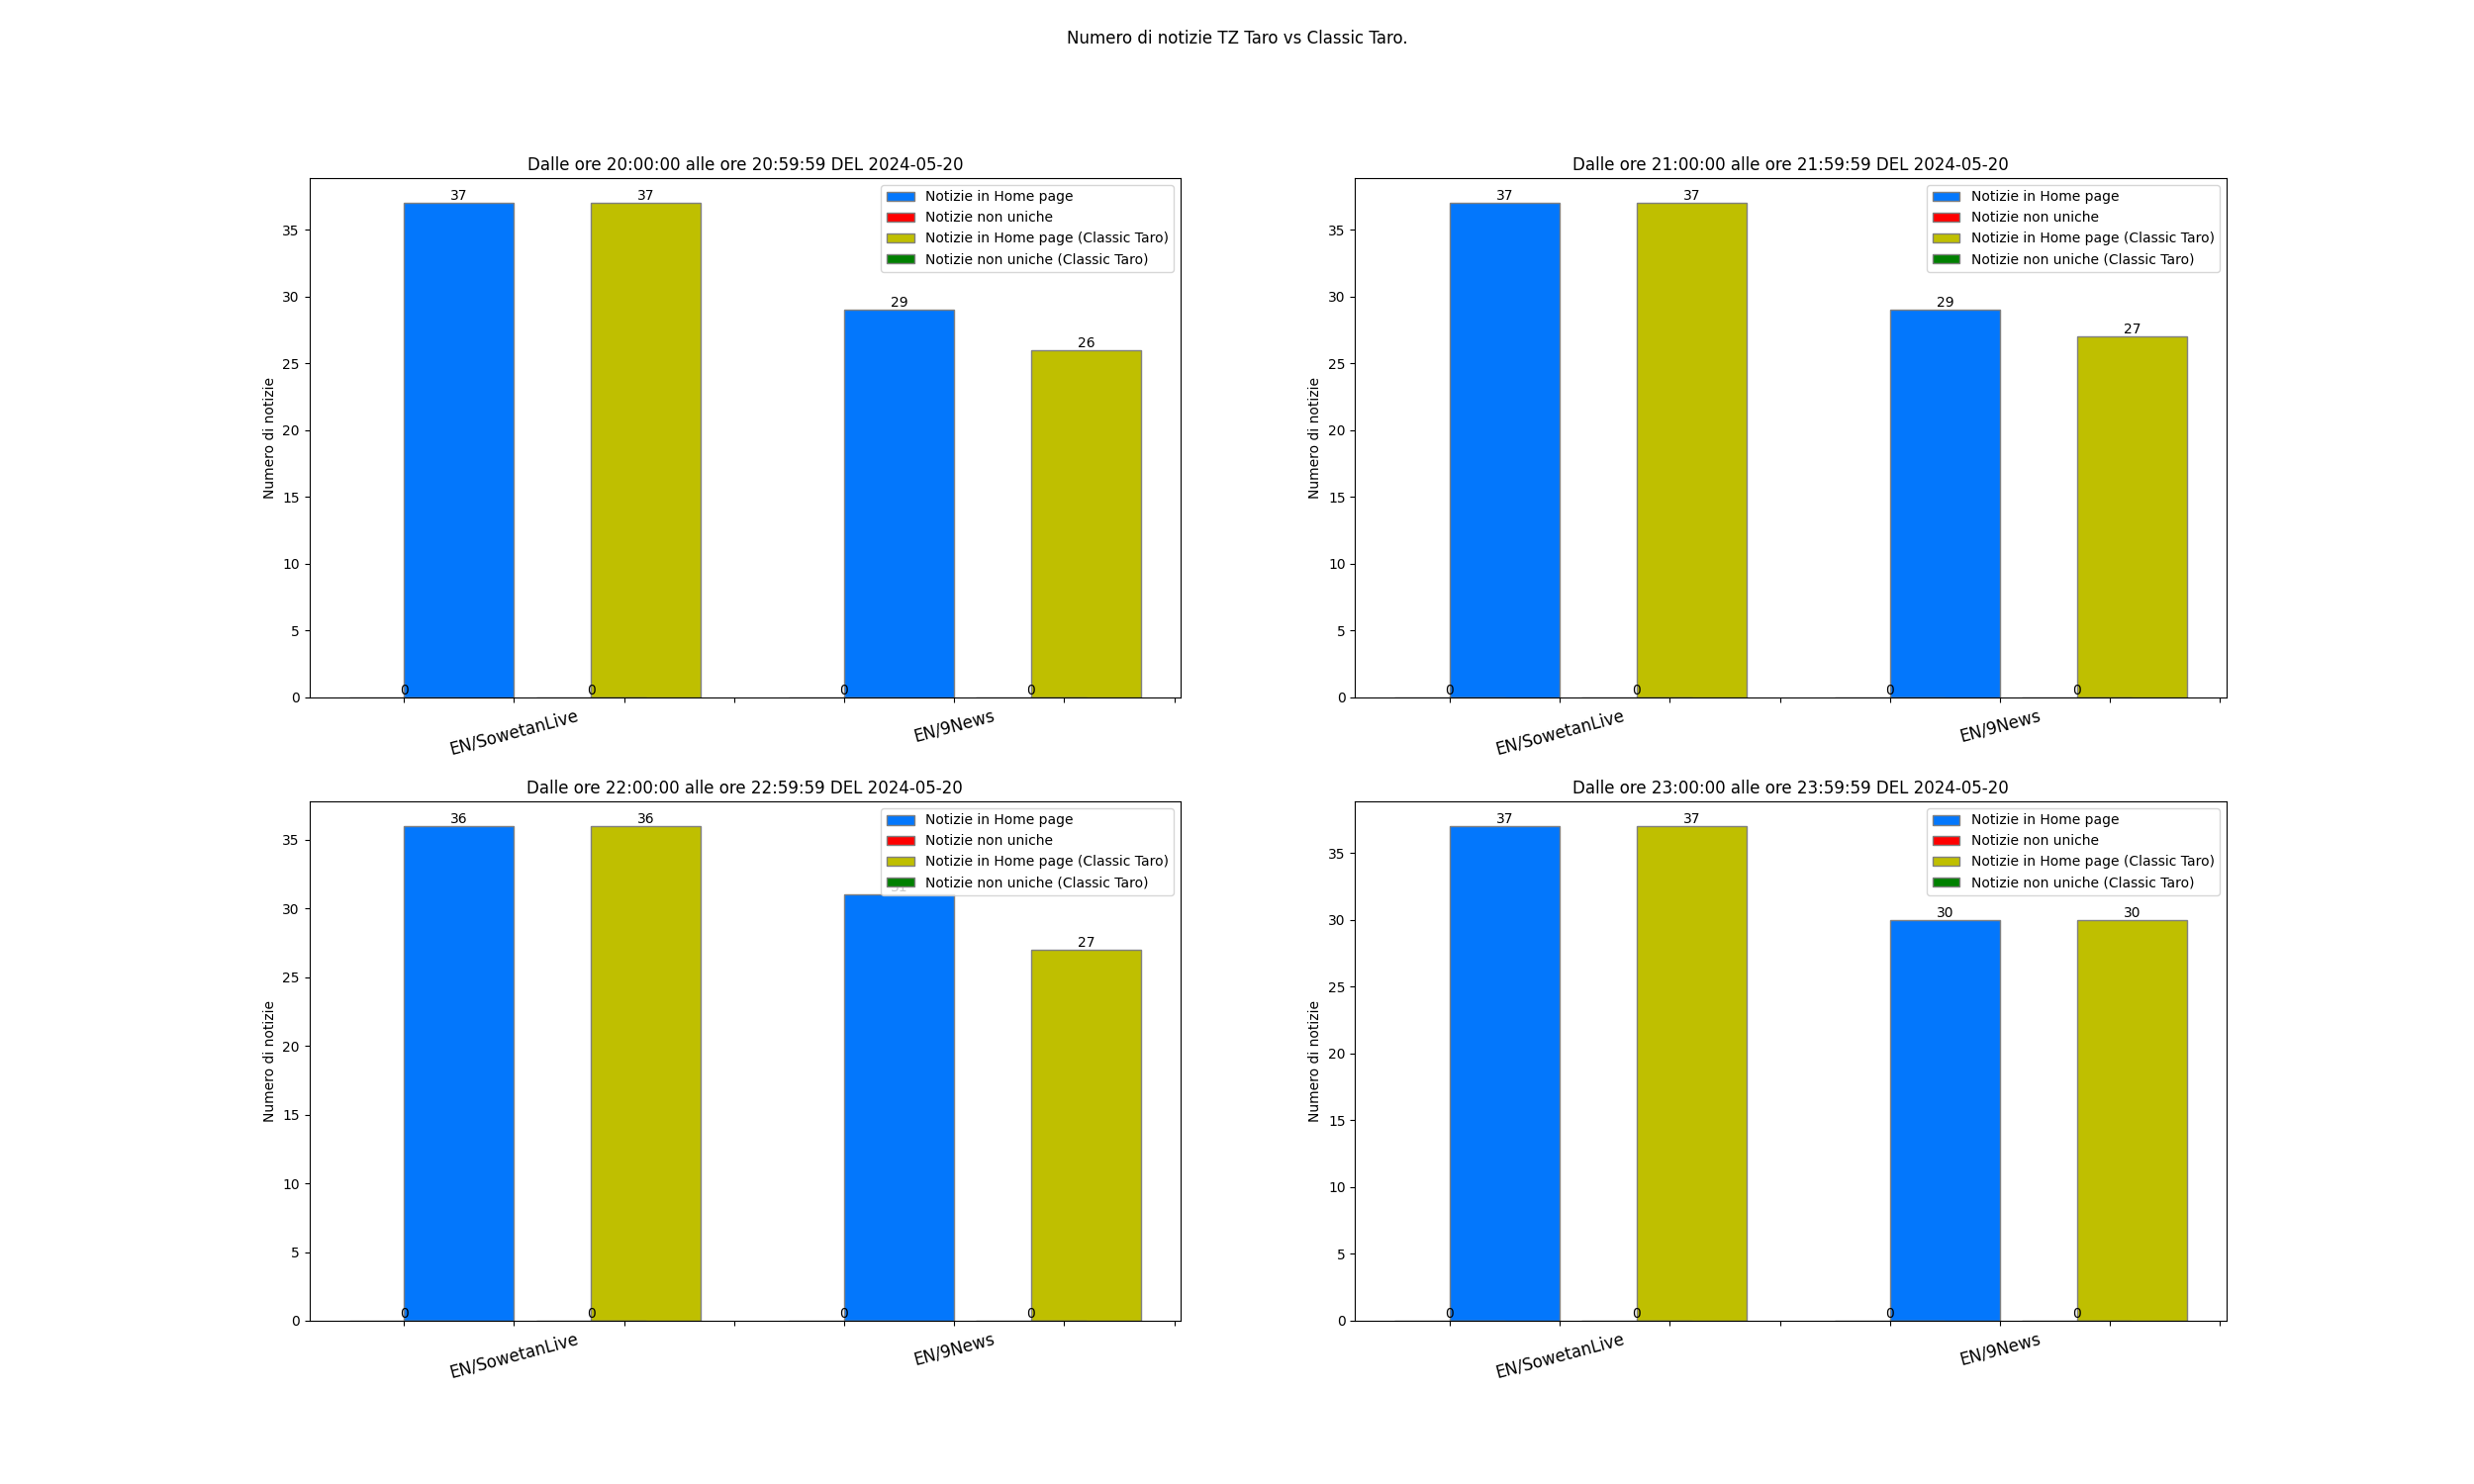 Numero di notizie TZ Taro vs Classic Taro.
Dalle ore 20:00:00 alle ore 20:59:59 DEL 2024-05-20
Numero di notizie
35
30
25
20
15
10
5
0
37
37
29
26
0
0
0
0
Notizie in Home page
Notizie non uniche
Notizie in Home page (Classic Taro)
Notizie non uniche (Classic Taro)
EN/SowetanLive
EN/9News
Dalle ore 21:00:00 alle ore 21:59:59 DEL 2024-05-20
Numero di notizie
35
30
25
20
15
10
5
0
37
37
29
27
0
0
0
0
Notizie in Home page
Notizie non uniche
Notizie in Home page (Classic Taro)
Notizie non uniche (Classic Taro)
EN/SowetanLive
EN/9News
Dalle ore 22:00:00 alle ore 22:59:59 DEL 2024-05-20
Numero di notizie
35
30
25
20
15
10
5
0
36
36
27
0
0
0
0
Notizie in Home page
Notizie non uniche
Notizie in Home page (Classic Taro)
Notizie non uniche (Classic Taro)
EN/SowetanLive
EN/9News
Dalle ore 23:00:00 alle ore 23:59:59 DEL 2024-05-20
Numero di notizie
35
30
25
20
15
10
5
0
37
37
30
30
0
0
0
0
Notizie in Home page
Notizie non uniche
Notizie in Home page (Classic Taro)
Notizie non uniche (Classic Taro)
EN/SowetanLive
EN/9News